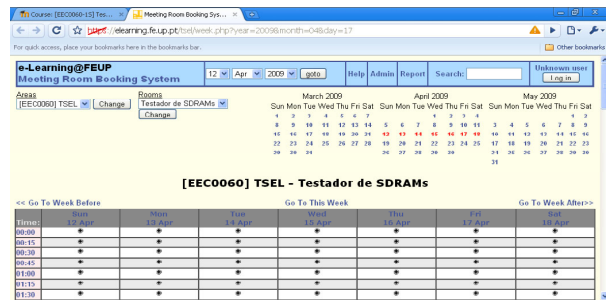 Course: [EEC0060-15] Tes...
Meeting Room Booking Sys...
https://elearning.fe.up.pt/tsel/week.php?year=2009&month=04&day=17
For quick access, place your bookmarks here in the bookmarks bar.
Other bookmarks
e-Learning@FEUP
Meeting Room Booking System
12 Apr 2009 goto
Help Admin Report Search:
Unknown user
Log in
Areas
[EEC0060] TSEL Change
Rooms
Testador de SDRAMs
Change
March 2009
Sun Mon Tue Wed Thu Fri Sat
1 2 3 4 5 6 7
8 9 10 11 12 13 14
15 16 17 18 19 20 21
22 23 24 25 26 27 28
29 30 31
April 2009
Sun Mon Tue Wed Thu Fri Sat
1 2 3 4
5 6 7 8 9 10 11
12 13 14 15 16 17 18
19 20 21 22 23 24 25
26 27 28 29 30
May 2009
Sun Mon Tue Wed Thu Fri Sat
1 2
3 4 5 6 7 8 9
10 11 12 13 14 15 16
17 18 19 20 21 22 23
24 25 26 27 28 29 30
31
[EEC0060] TSEL - Testador de SDRAMs
<< Go To Week Before Go To This Week Go To Week After>>
Time: Sun 12 Apr Mon 13 Apr Tue 14 Apr Wed 15 Apr Thu 16 Apr Fri 17 Apr Sat 18 Apr
00:00
00:15
00:30
00:45
01:00
01:15
01:30